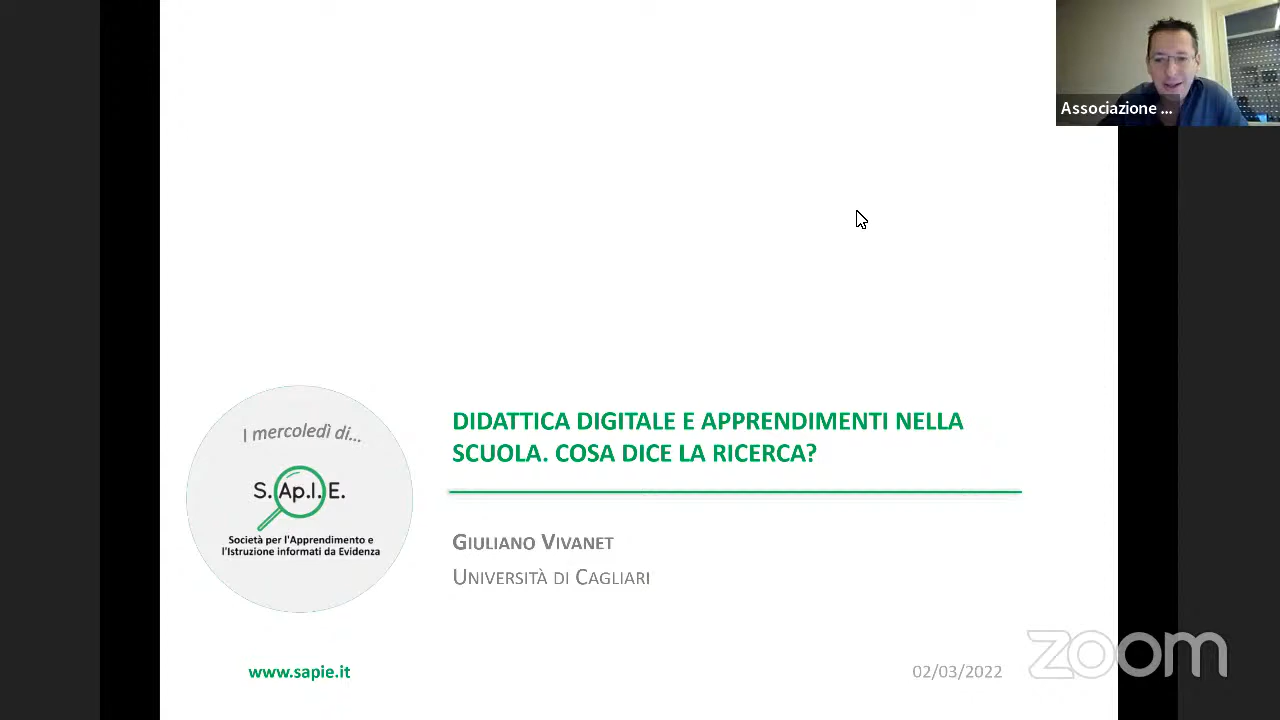 Associazione ...
DIDATTICA DIGITALE E APPRENDIMENTI NELLA
SCUOLA. COSA DICE LA RICERCA?
I mercoledì di...
S.Ap.I.E.
Società per l'Apprendimento e
l'Istruzione informati da Evidenza
GIULIANO VIVANET
UNIVERSITÀ DI CAGLIARI
www.sapie.it
02/03/2022
zoom